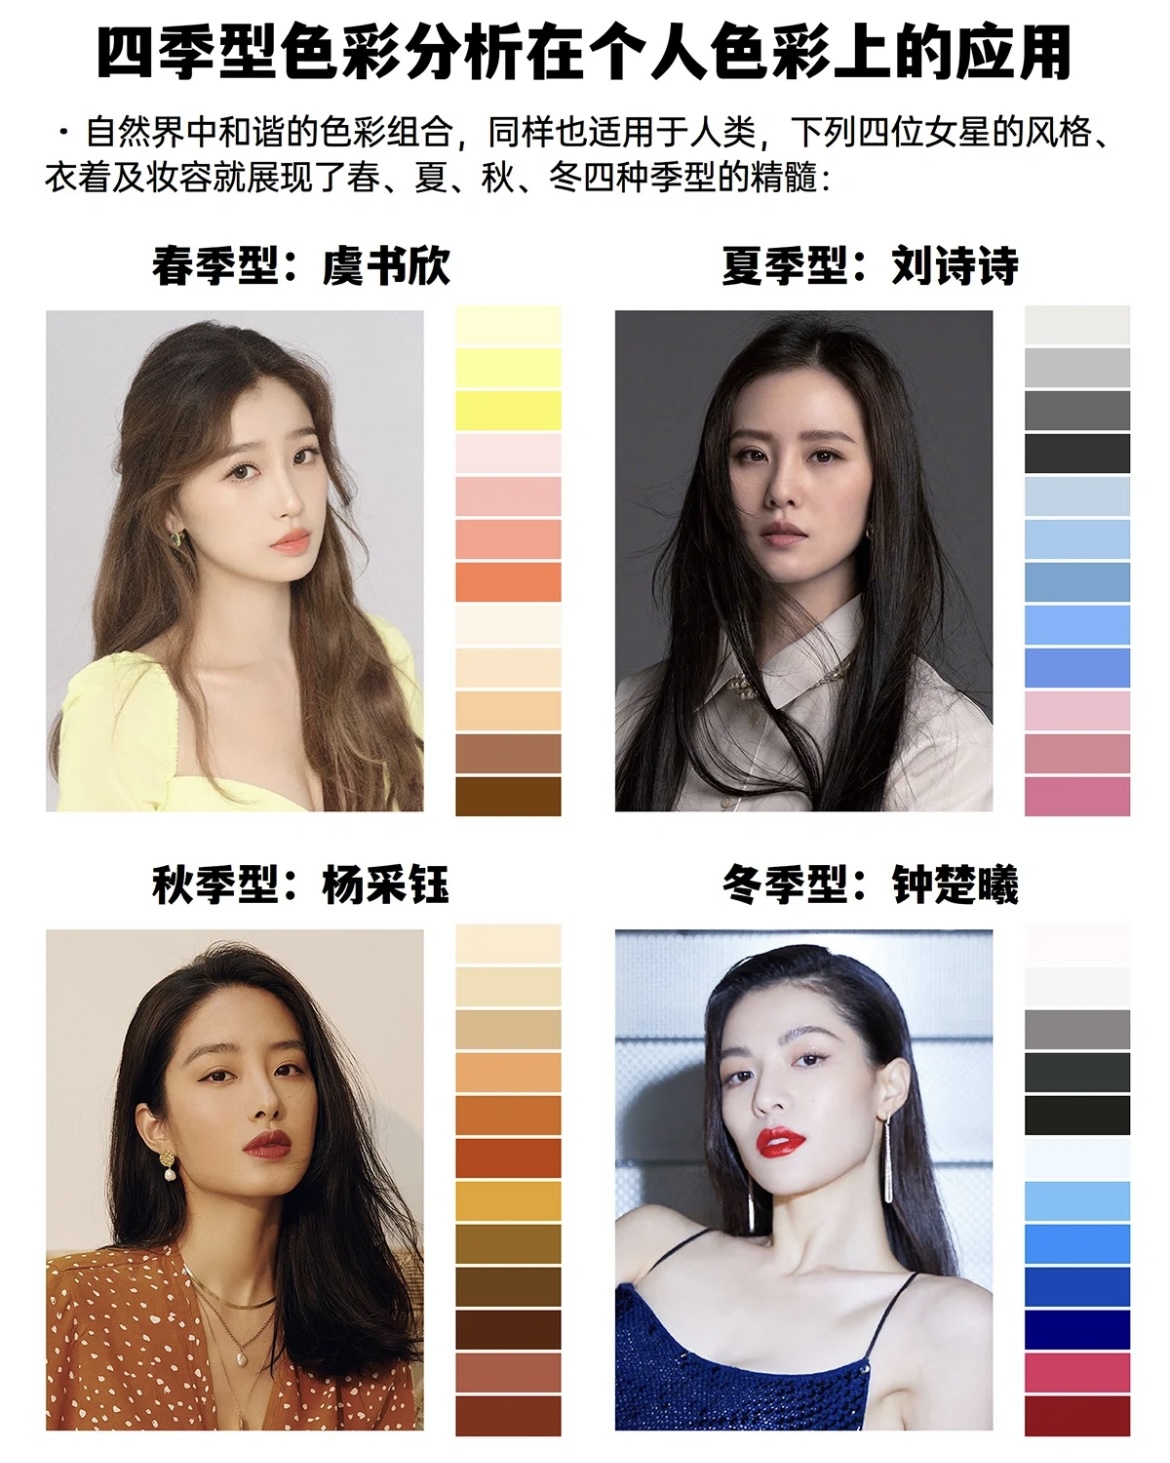 四季型色彩分析在个人色彩上的应用
·自然界中和谐的色彩组合，同样也适用于人类，下列四位女星的风格、
衣着及妆容就展现了春、夏、秋、冬四种季型的精髓：
春季型：虞书欣
夏季型：刘诗诗
秋季型：杨采钰
冬季型：钟楚曦